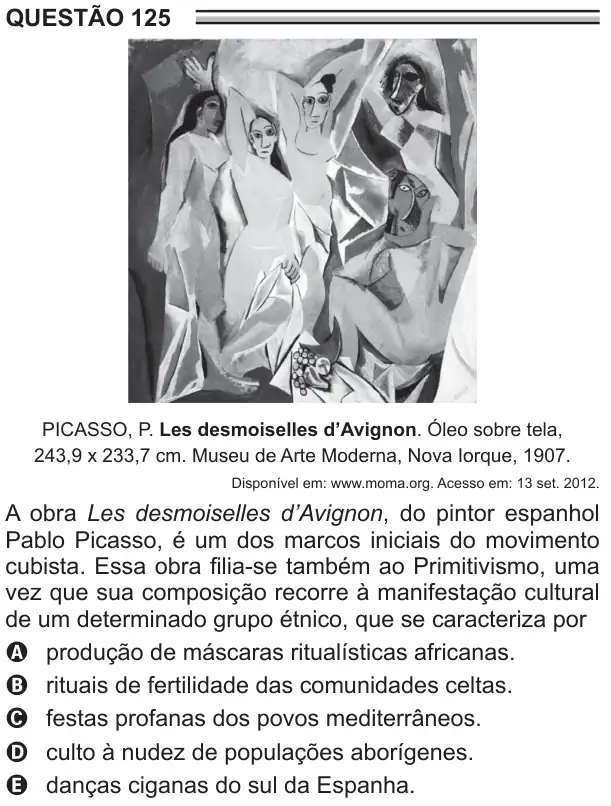 QUESTÃO 125
PICASSO, P. Les desmoiselles d'Avignon. Óleo sobre tela,
243,9 x 233,7 cm. Museu de Arte Moderna, Nova Iorque, 1907.
Disponível em: www.moma.org. Acesso em: 13 set. 2012.
A obra Les desmoiselles d'Avignon, do pintor espanhol
Pablo Picasso, é um dos marcos iniciais do movimento
cubista. Essa obra filia-se também ao Primitivismo, uma
vez que sua composição recorre à manifestação cultural
de um determinado grupo étnico, que se caracteriza por
A produção de máscaras ritualísticas africanas.
B rituais de fertilidade das comunidades celtas.
C festas profanas dos povos mediterrâneos.
D culto à nudez de populações aborígenes.
E danças ciganas do sul da Espanha.